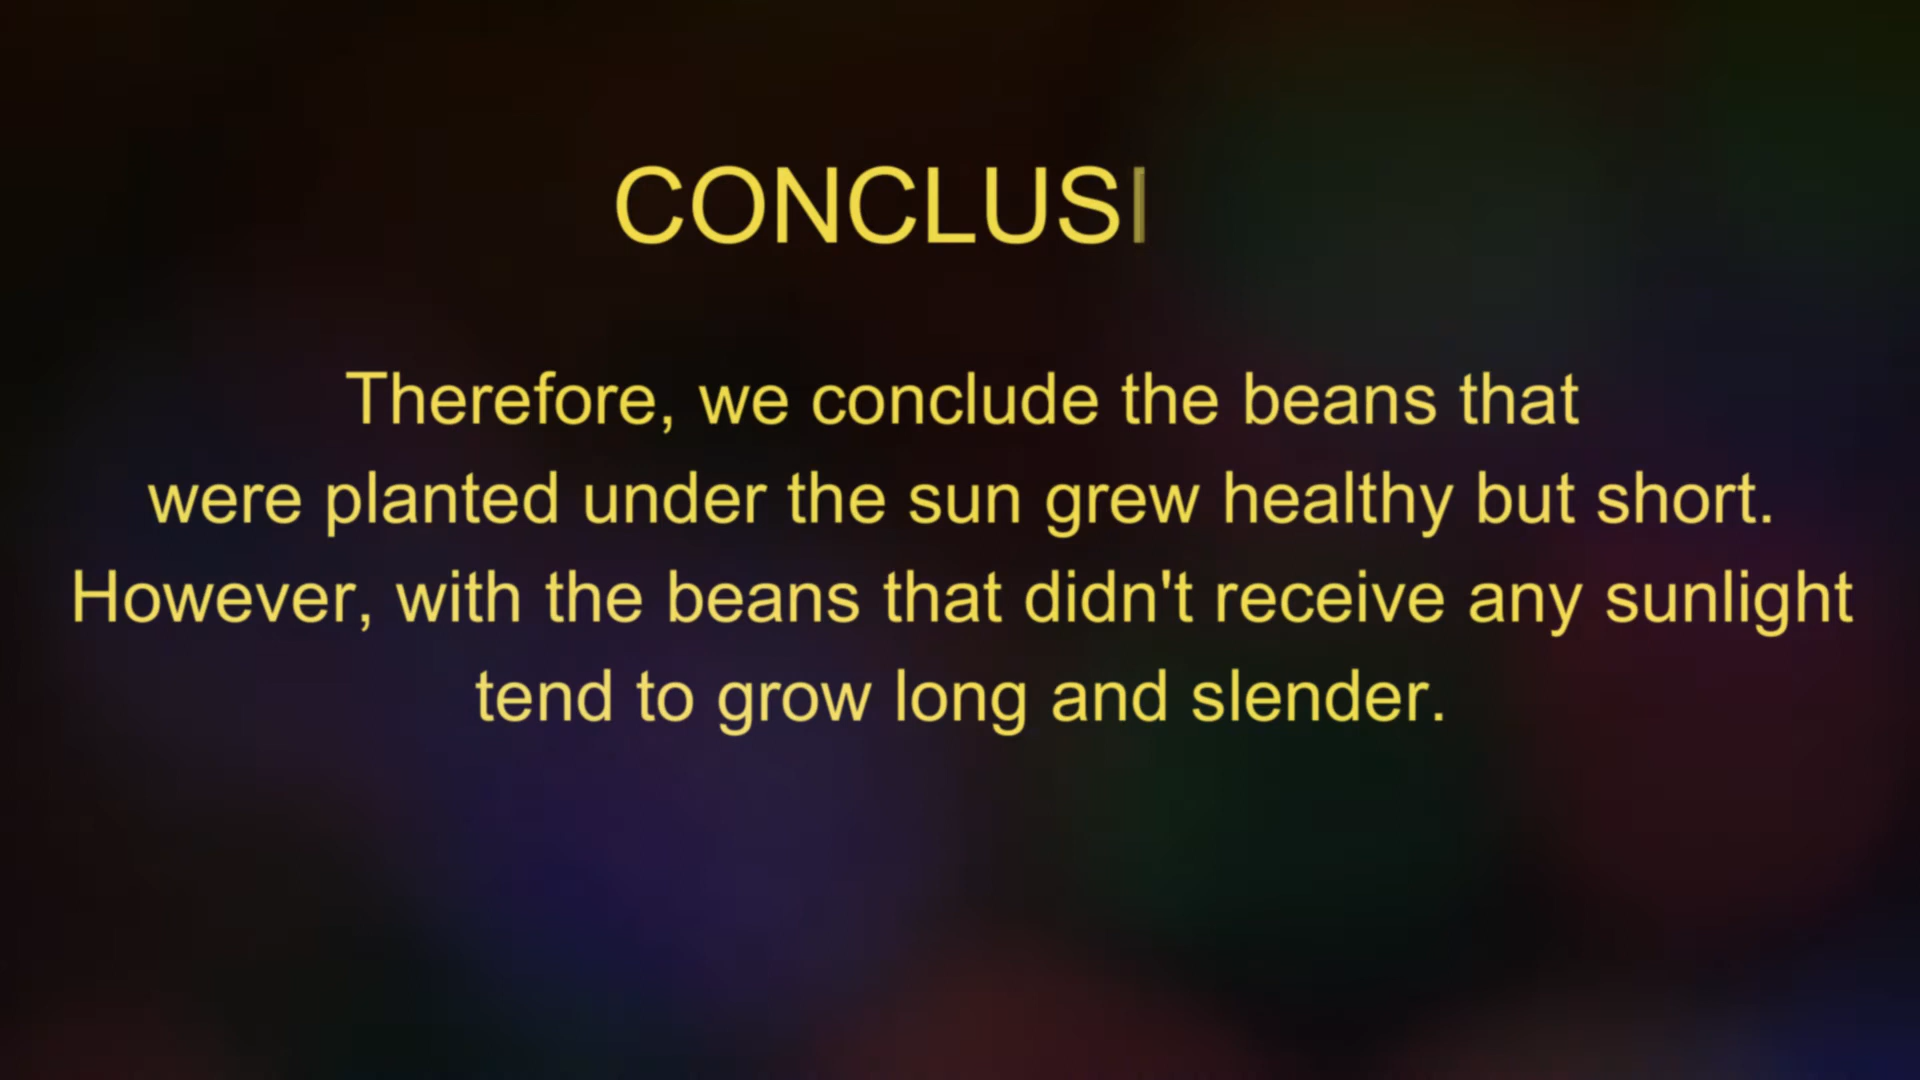 CONCLUSI
Therefore, we conclude the beans that
were planted under the sun grew healthy but short.
However, with the beans that didn't receive any sunlight
tend to grow long and slender.